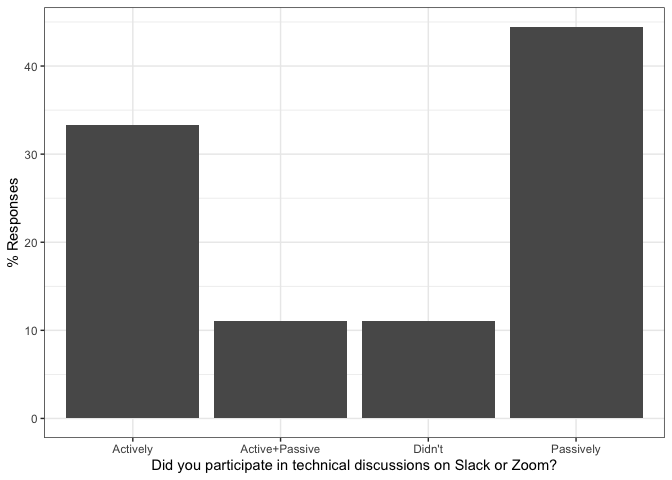 % Responses
40
30
20
10
0
Actively Active+Passive Didn't Passively
Did you participate in technical discussions on Slack or Zoom?